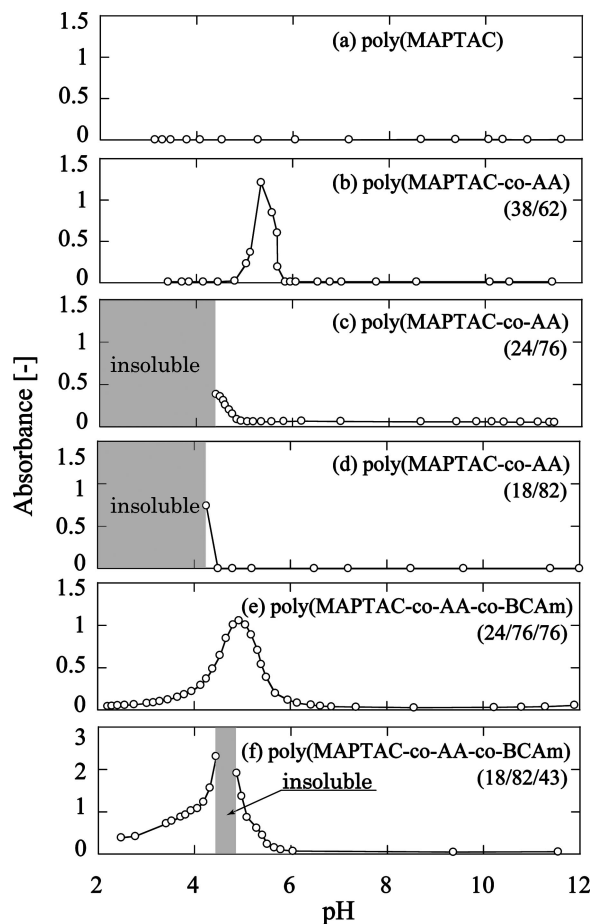 (a) poly(MAPTAC)
1.5
1
0.5
0
(b) poly(MAPTAC-co-AA)
(38/62)
1.5
1
0.5
0
(c) poly(MAPTAC-co-AA)
(24/76)
1.5
1
0.5
0
insoluble
(d) poly(MAPTAC-co-AA)
(18/82)
1.5
1
0.5
0
insoluble
(e) poly(MAPTAC-co-AA-co-BCAm)
(24/76/76)
1.5
1
0.5
0
(f) poly(MAPTAC-co-AA-co-BCAm)
(18/82/43)
insoluble
3
2
1
0
2 4 6 8 10 12
pH
Absorbance [-]